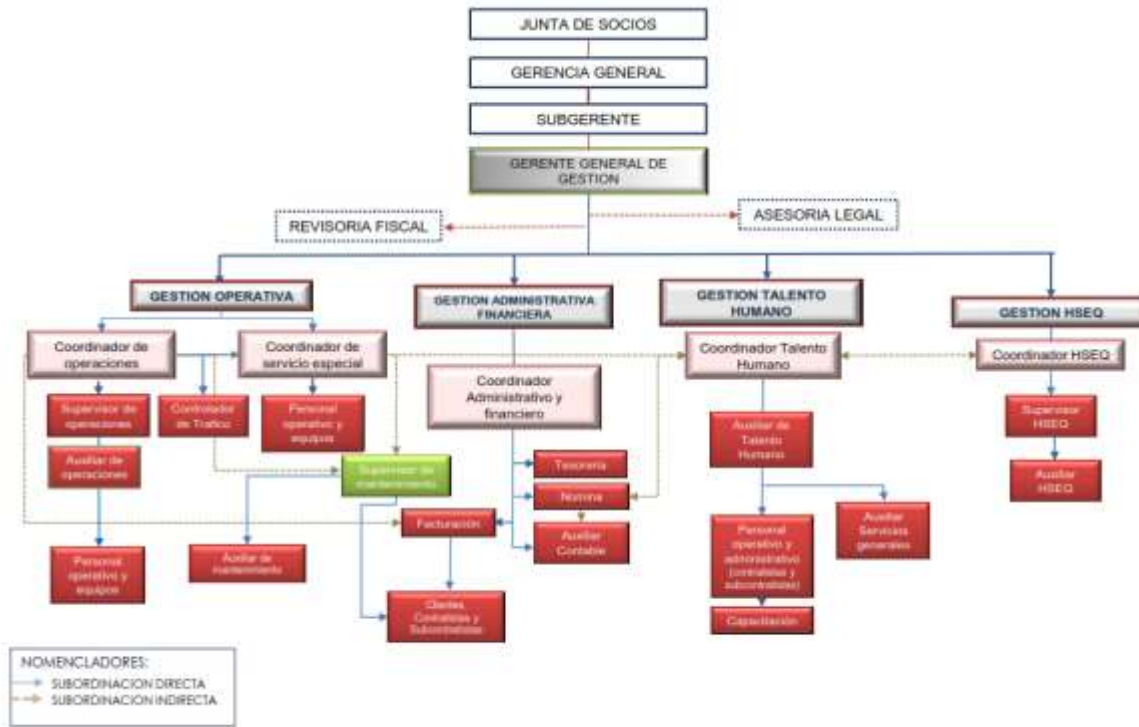 JUNTA DE SOCIOS
GERENCIA GENERAL
SUBGERENTE
GERENTE GENERAL DE
GESTION
REVISORIA FISCAL
ASESORIA LEGAL
GESTION OPERATIVA
GESTION ADMINISTRATIVA
FINANCIERA
GESTION TALENTO
HUMANO
GESTION HSEQ
Coordinador de
operaciones
Coordinador de
servicio especial
Coordinador
Administrativo y
financiero
Coordinador Talento
Humano
Coordinador HSEQ
Supervisor de
operaciones
Controlador
de Trafico
Personal
operativo y
equipos
Auxiliar de
operaciones
Supervisor de
mantenimiento
Auxiliar de
Talento
Humano
Supervisor
HSEQ
Auxiliar
HSEQ
Tesorería
Nomina
Facturación
Auxiliar
Contable
Personal
operativo y
equipos
Auxiliar de
mantenimiento
Clientes,
Contratistas y
Subcontratistas
Personal
operativo y
administrativo
(contratistas y
subcontratistas)
Auxiliar
Servicios
generales
Capacitación
NOMENCLADORES:
SUBORDINACION DIRECTA
SUBORDINACION INDIRECTA